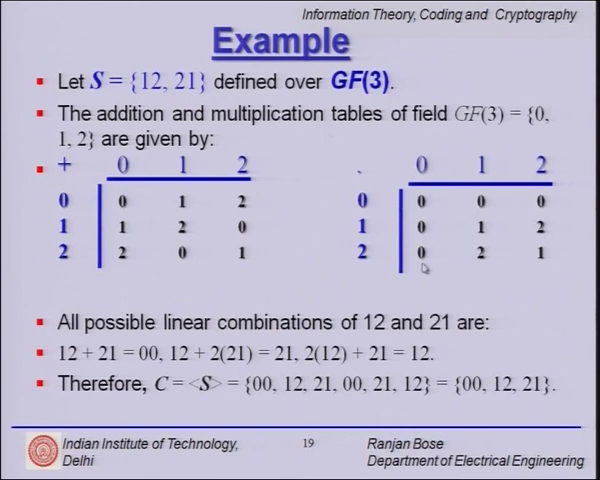 Information Theory, Coding and Cryptography
Example
Let S = {12, 21} defined over GF(3).
The addition and multiplication tables of field GF(3) = {0,
1, 2} are given by:
+ 0 1 2
0 0 1 2
1 1 2 0
2 2 0 1
. 0 1 2
0 0 0 0
1 0 1 2
2 0 2 1
All possible linear combinations of 12 and 21 are:
12 + 21 = 00, 12 + 2(21) = 21, 2(12) + 21 = 12.
Therefore, C = <S> = {00, 12, 21, 00, 21, 12} = {00, 12, 21}.
Indian Institute of Technology,
Delhi
19
Ranjan Bose
Department of Electrical Engineering